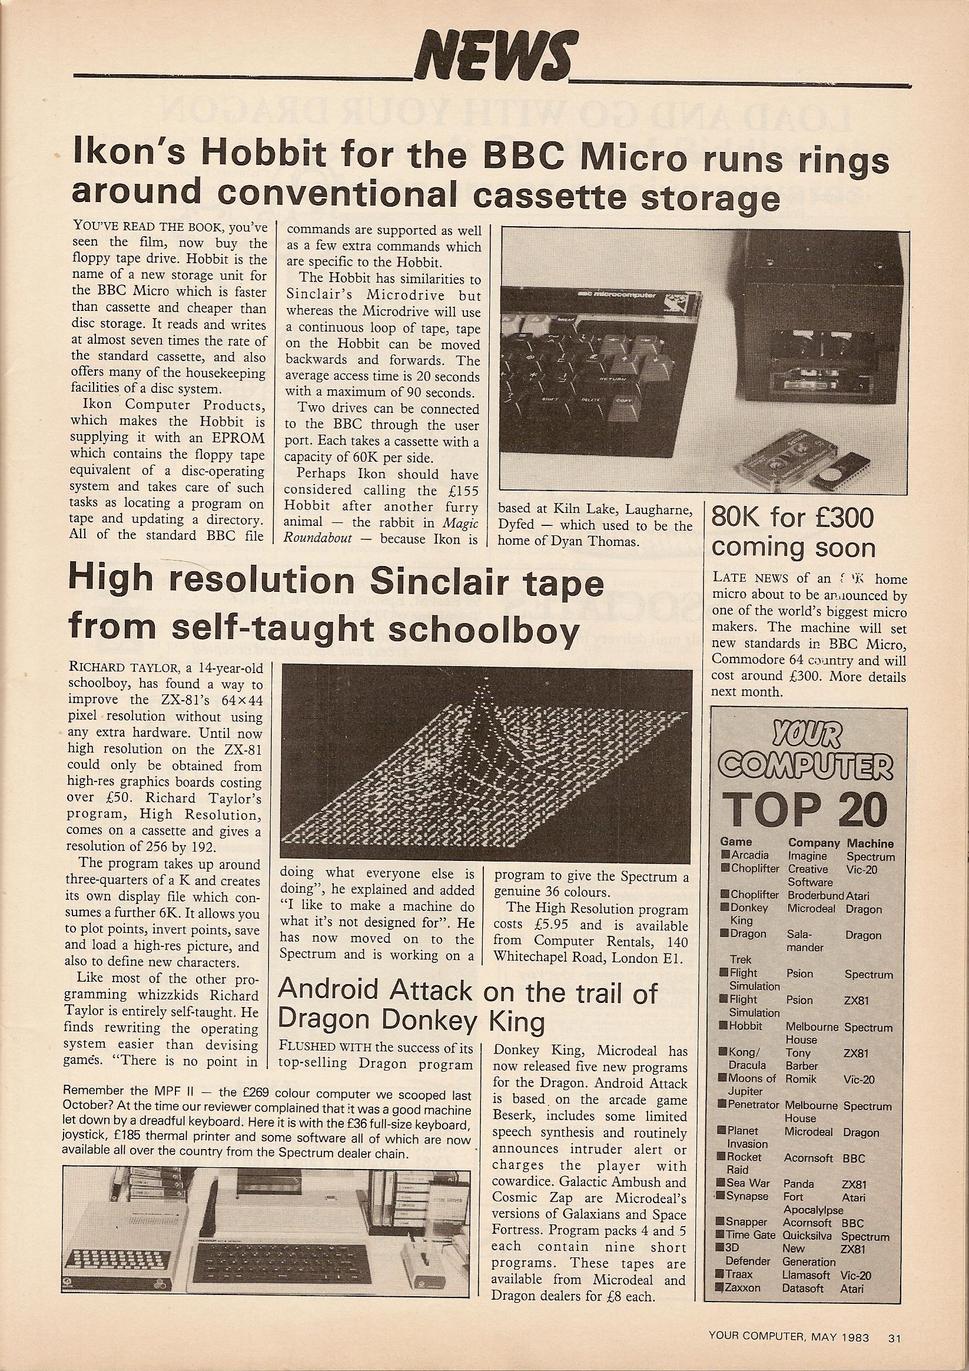 NEWS
Ikon's Hobbit for the BBC Micro runs rings
around conventional cassette storage
YOU'VE READ THE BOOK, you've
seen the film, now buy the
floppy tape drive. Hobbit is the
name of a new storage unit for
the BBC Micro which is faster
than cassette and cheaper than
disc storage. It reads and writes
at almost seven times the rate of
the standard cassette, and also
offers many of the housekeeping
facilities of a disc system.
Ikon Computer Products,
which makes the Hobbit is
supplying it with an EPROM
which contains the floppy tape
equivalent of a disc-operating
system and takes care of such
tasks as locating a program on
tape and updating a directory.
All of the standard BBC file
commands are supported as well
as a few extra commands which
are specific to the Hobbit.
The Hobbit has similarities to
Sinclair's Microdrive but
whereas the Microdrive will use
a continuous loop of tape, tape
on the Hobbit can be moved
backwards and forwards. The
average access time is 20 seconds
with a maximum of 90 seconds.
Two drives can be connected
to the BBC through the user
port. Each takes a cassette with a
capacity of 60K per side.
Perhaps Ikon should have
considered calling the £155
Hobbit after another furry
animal — the rabbit in Magic
Roundabout — because Ikon is
bbc microcomputer
RETURN
SHIFT DELETE COPY
based at Kiln Lake, Laugharne,
Dyfed — which used to be the
home of Dyan Thomas.
80K for £300
coming soon
LATE NEWS of an home
micro about to be announced by
one of the world's biggest micro
makers. The machine will set
new standards in BBC Micro,
Commodore 64 country and will
cost around £300. More details
next month.
High resolution Sinclair tape
from self-taught schoolboy
RICHARD TAYLOR, a 14-year-old
schoolboy, has found a way to
improve the ZX-81's 64×44
pixel resolution without using
any extra hardware. Until now
high resolution on the ZX-81
could only be obtained from
high-res graphics boards costing
over £50. Richard Taylor's
program, High Resolution,
comes on a cassette and gives a
resolution of 256 by 192.
The program takes up around
three-quarters of a K and creates
its own display file which con-
sumes a further 6K. It allows you
to plot points, invert points, save
and load a high-res picture, and
also to define new characters.
Like most of the other pro-
gramming whizzkids Richard
Taylor is entirely self-taught. He
finds rewriting the operating
system easier than devising
games. "There is no point in
doing what everyone else is
doing", he explained and added
"I like to make a machine do
what it's not designed for". He
has now moved on to the
Spectrum and is working on a
program to give the Spectrum a
genuine 36 colours.
The High Resolution program
costs £5.95 and is available
from Computer Rentals, 140
Whitechapel Road, London E1.
Android Attack on the trail of
Dragon Donkey King
FLUSHED WITH the success of its
top-selling Dragon program
Donkey King, Microdeal has
now released five new programs
for the Dragon. Android Attack
is based on the arcade game
Beserk, includes some limited
speech synthesis and routinely
announces intruder alert or
charges the player with
cowardice. Galactic Ambush and
Cosmic Zap are Microdeal's
versions of Galaxians and Space
Fortress. Program packs 4 and 5
each contain nine short
programs. These tapes are
available from Microdeal and
Dragon dealers for £8 each.
Remember the MPF II — the £269 colour computer we scooped last
October? At the time our reviewer complained that it was a good machine
let down by a dreadful keyboard. Here it is with the £36 full-size keyboard,
joystick, £185 thermal printer and some software all of which are now
available all over the country from the Spectrum dealer chain.
YOUR
COMPUTER
TOP 20
Game Company Machine
Arcadia Imagine Spectrum
Choplifter Creative Vic-20
Software
Choplifter Broderbund Atari
Donkey Microdeal Dragon
King
Dragon Sala- Dragon
mander
Trek
Flight Psion Spectrum
Simulation
Flight Psion ZX81
Simulation
Hobbit Melbourne Spectrum
House
Kong/ Tony ZX81
Dracula Barber
Moons of Romik Vic-20
Jupiter
Penetrator Melbourne Spectrum
House
Planet Microdeal Dragon
Invasion
Rocket Acornsoft BBC
Raid
Sea War Panda ZX81
Synapse Fort Atari
Apocalylpse
Snapper Acornsoft BBC
Time Gate Quicksilva Spectrum
3D New ZX81
Defender Generation
Traax Llamasoft Vic-20
Zaxxon Datasoft Atari
YOUR COMPUTER, MAY 1983 31